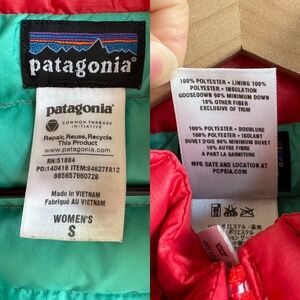 patagonia®
patagonia®
COMMON THREADS
INITIATIVE
Repair, Reuse, Recycle
This Product
www.patagonia.com
RN:51884
PO:140419 ITEM:84627FA12
085657660728
Made in VIETNAM
Fabriqué AU VIETNAM
WOMEN'S
S
100% POLYESTER • LINING 100%
POLYESTER • INSULATION
GOOSEDOWN 90% MINIMUM DOWN
10% OTHER FIBER
EXCLUSIVE OF TRIM
100% POLYESTER • DOUBLURE
100% POLYESTER • ISOLANT
DUVET D'OIE 90% MINIMUM DUVET
10% AUTRE FIBRE
A PART LA GARNITURE
MFG DATE AND LOCATION AT
PCPSIA.COM